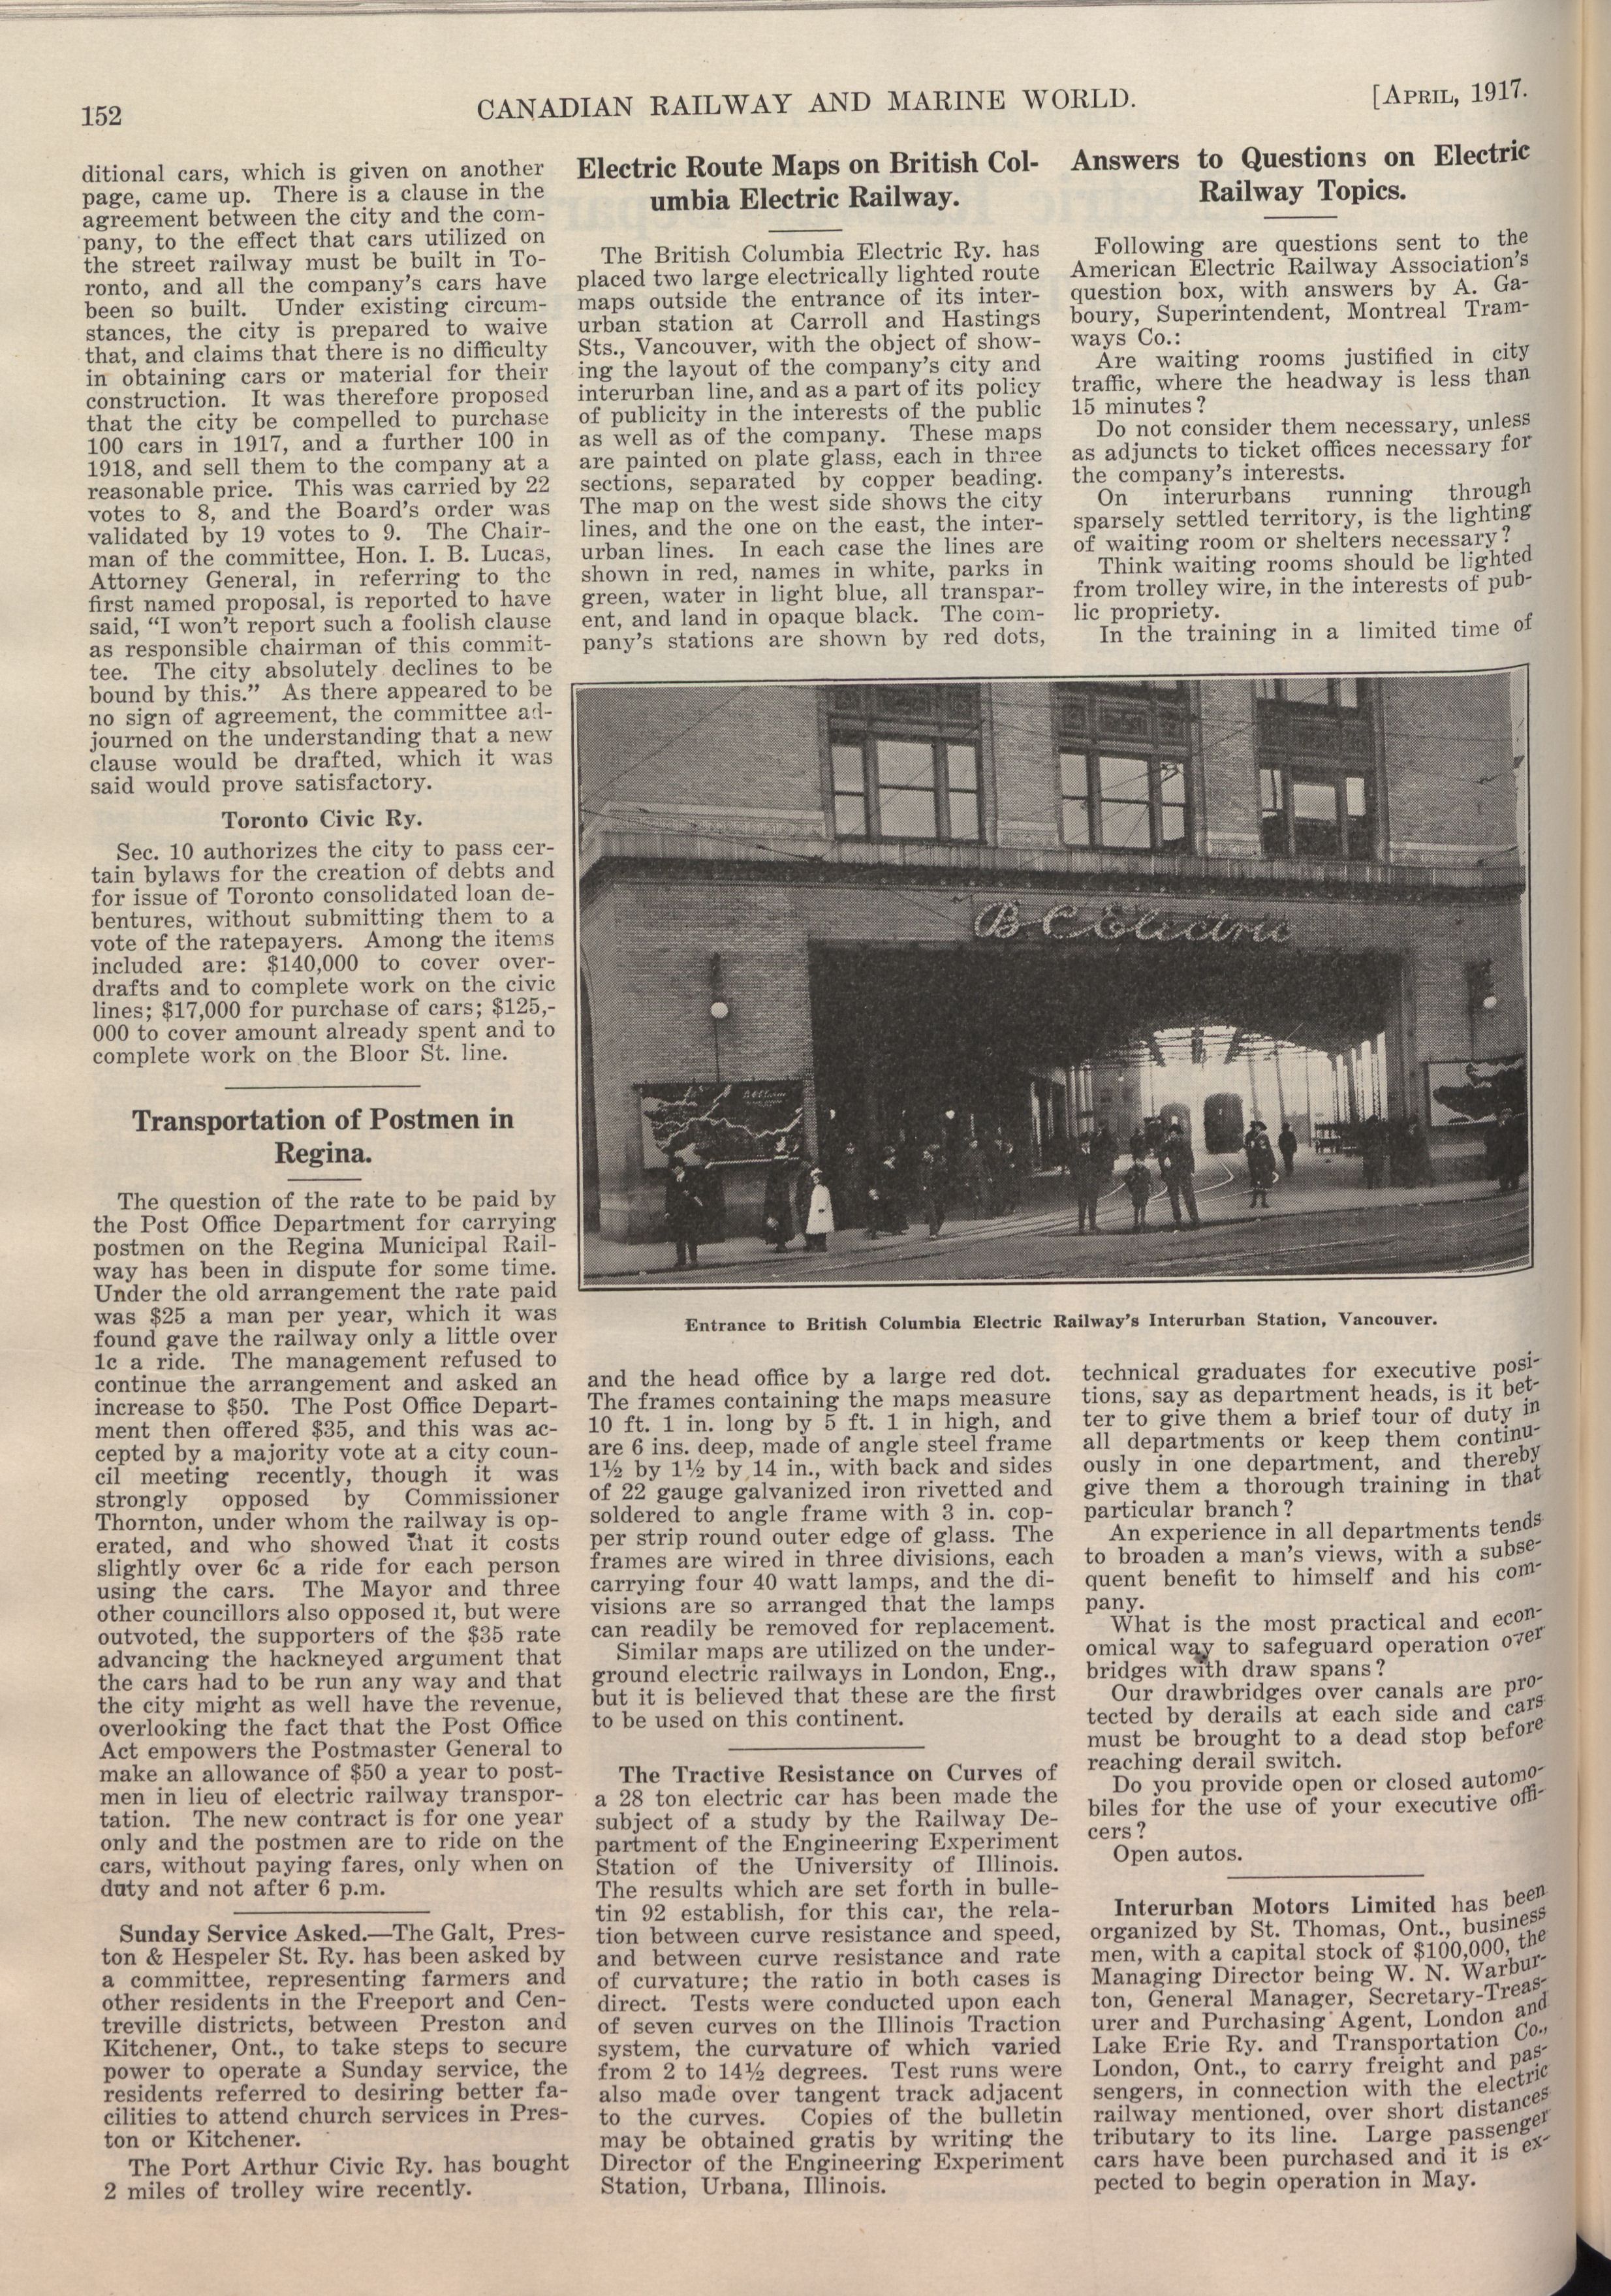 152
CANADIAN RAILWAY AND MARINE WORLD.
[APRIL, 1917.
ditional cars, which is given on another
page, came up. There is a clause in the
agreement between the city and the com-
pany, to the effect that cars utilized on
the street railway must be built in To-
ronto, and all the company's cars have
been so built. Under existing circum-
stances, the city is prepared to waive
that, and claims that there is no difficulty
in obtaining cars or material for their
construction. It was therefore proposed
that the city be compelled to purchase
100 cars in 1917, and a further 100 in
1918, and sell them to the company at a
reasonable price. This was carried by 22
votes to 8, and the Board's order was
validated by 19 votes to 9. The Chair-
man of the committee, Hon. I. B. Lucas,
Attorney General, in referring to the
first named proposal, is reported to have
said, "I won't report such a foolish clause
as responsible chairman of this commit-
tee. The city absolutely declines to be
bound by this." As there appeared to be
no sign of agreement, the committee ad-
journed on the understanding that a new
clause would be drafted, which it was
said would prove satisfactory.
Toronto Civic Ry.
Sec. 10 authorizes the city to pass cer-
tain bylaws for the creation of debts and
for issue of Toronto consolidated loan de-
bentures, without submitting them to a
vote of the ratepayers. Among the items
included are: $140,000 to cover over-
drafts and to complete work on the civic
lines; $17,000 for purchase of cars; $125,-
000 to cover amount already spent and to
complete work on the Bloor St. line.
Transportation of Postmen in
Regina.
The question of the rate to be paid by
the Post Office Department for carrying
postmen on the Regina Municipal Rail-
way has been in dispute for some time.
Under the old arrangement the rate paid
was $25 a man per year, which it was
found gave the railway only a little over
1c a ride. The management refused to
continue the arrangement and asked an
increase to $50. The Post Office Depart-
ment then offered $35, and this was ac-
cepted by a majority vote at a city coun-
cil meeting recently, though it was
strongly opposed by Commissioner
Thornton, under whom the railway is op-
erated, and who showed that it costs
slightly over 6c a ride for each person
using the cars. The Mayor and three
other councillors also opposed it, but were
outvoted, the supporters of the $35 rate
advancing the hackneyed argument that
the cars had to be run any way and that
the city might as well have the revenue,
overlooking the fact that the Post Office
Act empowers the Postmaster General to
make an allowance of $50 a year to post-
men in lieu of electric railway transpor-
tation. The new contract is for one year
only and the postmen are to ride on the
cars, without paying fares, only when on
duty and not after 6 p.m.
Sunday Service Asked.—The Galt, Pres-
ton & Hespeler St. Ry. has been asked by
a committee, representing farmers and
other residents in the Freeport and Cen-
treville districts, between Preston and
Kitchener, Ont., to take steps to secure
power to operate a Sunday service, the
residents referred to desiring better fa-
cilities to attend church services in Pres-
ton or Kitchener.
The Port Arthur Civic Ry. has bought
2 miles of trolley wire recently.
Electric Route Maps on British Col-
umbia Electric Railway.
The British Columbia Electric Ry. has
placed two large electrically lighted route
maps outside the entrance of its inter-
urban station at Carroll and Hastings
Sts., Vancouver, with the object of show-
ing the layout of the company's city and
interurban line, and as a part of its policy
of publicity in the interests of the public
as well as of the company. These maps
are painted on plate glass, each in three
sections, separated by copper beading.
The map on the west side shows the city
lines, and the one on the east, the inter-
urban lines. In each case the lines are
shown in red, names in white, parks in
green, water in light blue, all transpar-
ent, and land in opaque black. The com-
pany's stations are shown by red dots,
B C Electric
Entrance to British Columbia Electric Railway's Interurban Station, Vancouver.
and the head office by a large red dot.
The frames containing the maps measure
10 ft. 1 in. long by 5 ft. 1 in high, and
are 6 ins. deep, made of angle steel frame
1½ by 1½ by 14 in., with back and sides
of 22 gauge galvanized iron rivetted and
soldered to angle frame with 3 in. cop-
per strip round outer edge of glass. The
frames are wired in three divisions, each
carrying four 40 watt lamps, and the di-
visions are so arranged that the lamps
can readily be removed for replacement.
Similar maps are utilized on the under-
ground electric railways in London, Eng.,
but it is believed that these are the first
to be used on this continent.
The Tractive Resistance on Curves of
a 28 ton electric car has been made the
subject of a study by the Railway De-
partment of the Engineering Experiment
Station of the University of Illinois.
The results which are set forth in bulle-
tin 92 establish, for this car, the rela-
tion between curve resistance and speed,
and between curve resistance and rate
of curvature; the ratio in both cases is
direct. Tests were conducted upon each
of seven curves on the Illinois Traction
system, the curvature of which varied
from 2 to 14½ degrees. Test runs were
also made over tangent track adjacent
to the curves. Copies of the bulletin
may be obtained gratis by writing the
Director of the Engineering Experiment
Station, Urbana, Illinois.
Answers to Questions on Electric
Railway Topics.
Following are questions sent to the
American Electric Railway Association's
question box, with answers by A. Ga-
boury, Superintendent, Montreal Tram-
ways Co.:
Are waiting rooms justified in city
traffic, where the headway is less than
15 minutes?
Do not consider them necessary, unless
as adjuncts to ticket offices necessary for
the company's interests.
On interurbans running through
sparsely settled territory, is the lighting
of waiting room or shelters necessary?
Think waiting rooms should be lighted
from trolley wire, in the interests of pub-
lic propriety.
In the training in a limited time of
technical graduates for executive posi-
tions, say as department heads, is it bet-
ter to give them a brief tour of duty in
all departments or keep them continu-
ously in one department, and thereby
give them a thorough training in that
particular branch?
An experience in all departments tends
to broaden a man's views, with a subse-
quent benefit to himself and his com-
pany.
What is the most practical and econ-
omical way to safeguard operation over
bridges with draw spans?
Our drawbridges over canals are pro-
tected by derails at each side and cars
must be brought to a dead stop before
reaching derail switch.
Do you provide open or closed automo-
biles for the use of your executive offi-
cers?
Open autos.
Interurban Motors Limited has been
organized by St. Thomas, Ont., business
men, with a capital stock of $100,000, the
Managing Director being W. N. Warbur-
ton, General Manager, Secretary-Treas-
urer and Purchasing Agent, London and
Lake Erie Ry. and Transportation Co.,
London, Ont., to carry freight and pas-
sengers, in connection with the electric
railway mentioned, over short distances
tributary to its line. Large passenger
cars have been purchased and it is ex-
pected to begin operation in May.